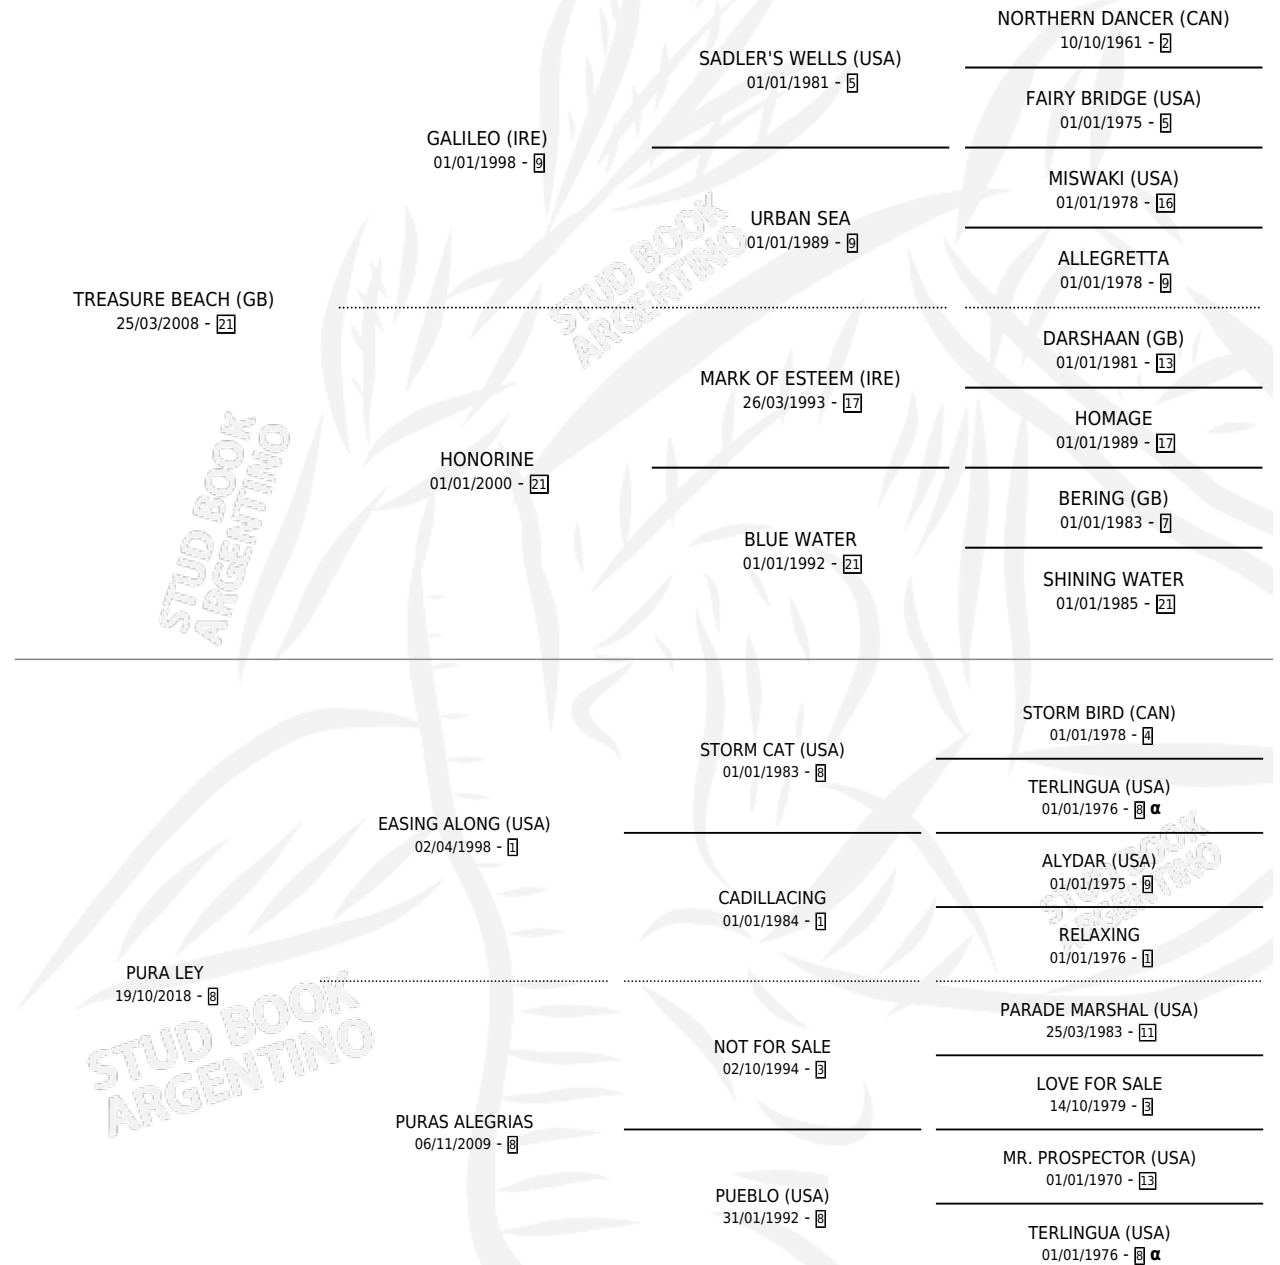 NORTHERN DANCER (CAN)
10/10/1961 - 2
SADLER'S WELLS (USA)
01/01/1981 - 5
FAIRY BRIDGE (USA)
01/01/1975 - 5
GALILEO (IRE)
01/01/1998 - 9
MISWAKI (USA)
01/01/1978 - 16
URBAN SEA
01/01/1989 - 9
ALLEGRETTA
01/01/1978 - 9
TREASURE BEACH (GB)
25/03/2008 - 21
DARSHAAN (GB)
01/01/1981 - 13
MARK OF ESTEEM (IRE)
26/03/1993 - 17
HOMAGE
01/01/1989 - 17
HONORINE
01/01/2000 - 21
BERING (GB)
01/01/1983 - 7
BLUE WATER
01/01/1992 - 21
SHINING WATER
01/01/1985 - 21
STORM BIRD (CAN)
01/01/1978 - 4
STORM CAT (USA)
01/01/1983 - 8
TERLINGUA (USA)
01/01/1976 - 8 α
EASING ALONG (USA)
02/04/1998 - 1
ALYDAR (USA)
01/01/1975 - 9
CADILLACING
01/01/1984 - 1
RELAXING
01/01/1976 - 1
PURA LEY
19/10/2018 - 8
PARADE MARSHAL (USA)
25/03/1983 - 11
NOT FOR SALE
02/10/1994 - 3
LOVE FOR SALE
14/10/1979 - 3
PURAS ALEGRIAS
06/11/2009 - 8
MR. PROSPECTOR (USA)
01/01/1970 - 13
PUEBLO (USA)
31/01/1992 - 8
TERLINGUA (USA)
01/01/1976 - 8 α
STUD BOOK
ARGENTINO
STUD BOOK
ARGENTINO
STUD BOOK
ARGENTINO
STUD BOOK
ARGENTINO